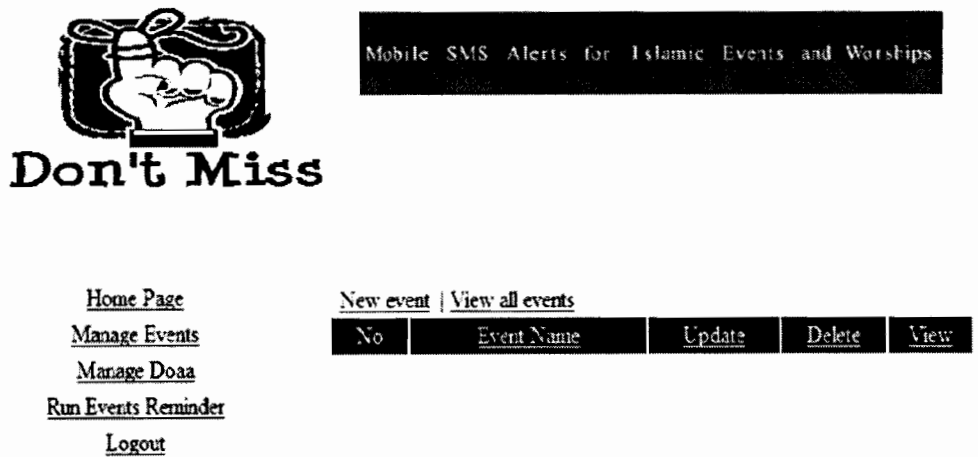 Mobile SMS Alerts for Islamic Events and Worships
Don't Miss
Home Page
Manage Events
Manage Doaa
Run Events Reminder
Logout
New event | View all events
No Event Name Update Delete View